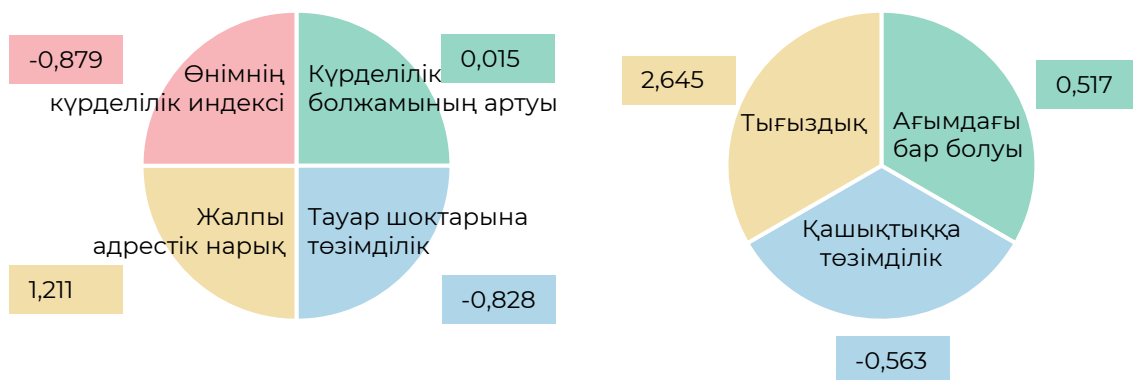 -0,879
Өнімнің
күрделілік индексі
Күрделілік
болжамының артуы
0,015
Жалпы
адрестік нарық
1,211
Тауар шоктарына
төзімділік
-0,828
2,645
Тығыздық
Ағымдағы
бар болуы
0,517
Қашықтыққа
төзімділік
-0,563